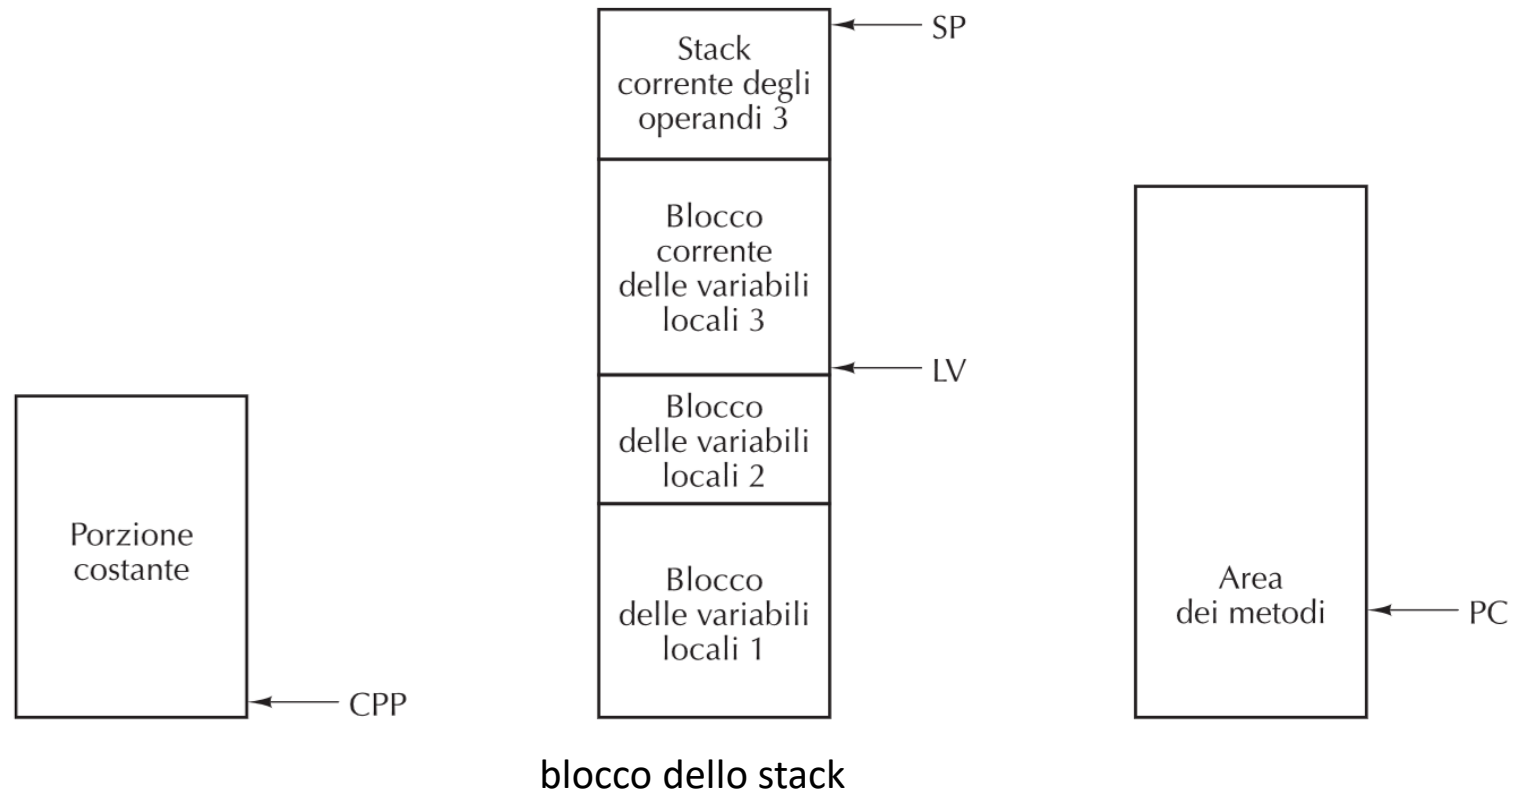 SP
Stack
corrente degli
operandi 3
Blocco
corrente
delle variabili
locali 3
LV
Blocco
delle variabili
locali 2
Porzione
costante
Blocco
delle variabili
locali 1
Area
dei metodi
PC
CPP
blocco dello stack